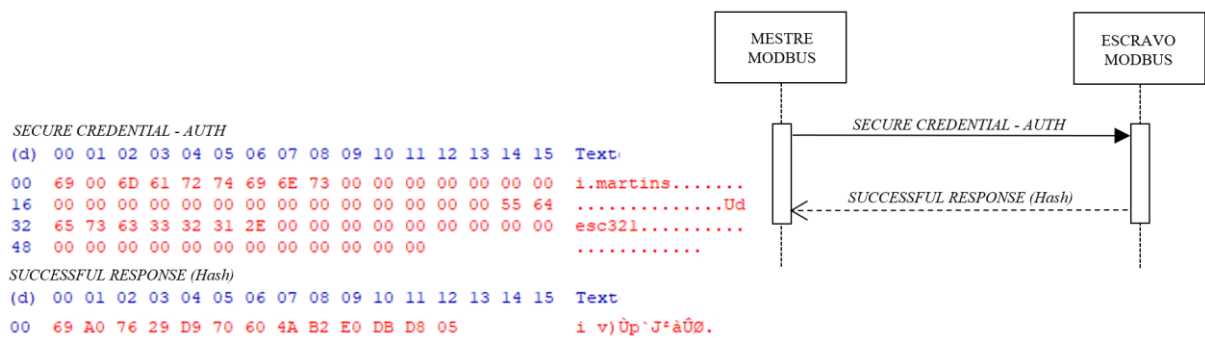 MESTRE
MODBUS
ESCRAVO
MODBUS
SECURE CREDENTIAL - AUTH
(d) 00 01 02 03 04 05 06 07 08 09 10 11 12 13 14 15 Text
00 69 00 6D 61 72 74 69 6E 73 00 00 00 00 00 00 00 i.martins.......
16 00 00 00 00 00 00 00 00 00 00 00 00 00 00 55 64 ..............Ud
32 65 73 63 33 32 31 2E 00 00 00 00 00 00 00 00 00 esc321..........
48 00 00 00 00 00 00 00 00 00 00 00 00 ............
SUCCESSFUL RESPONSE (Hash)
(d) 00 01 02 03 04 05 06 07 08 09 10 11 12 13 14 15 Text
00 69 A0 76 29 D9 70 60 4A B2 E0 DB D8 05 i v)Ùp`J²àÛØ.
SECURE CREDENTIAL - AUTH
SUCCESSFUL RESPONSE (Hash)